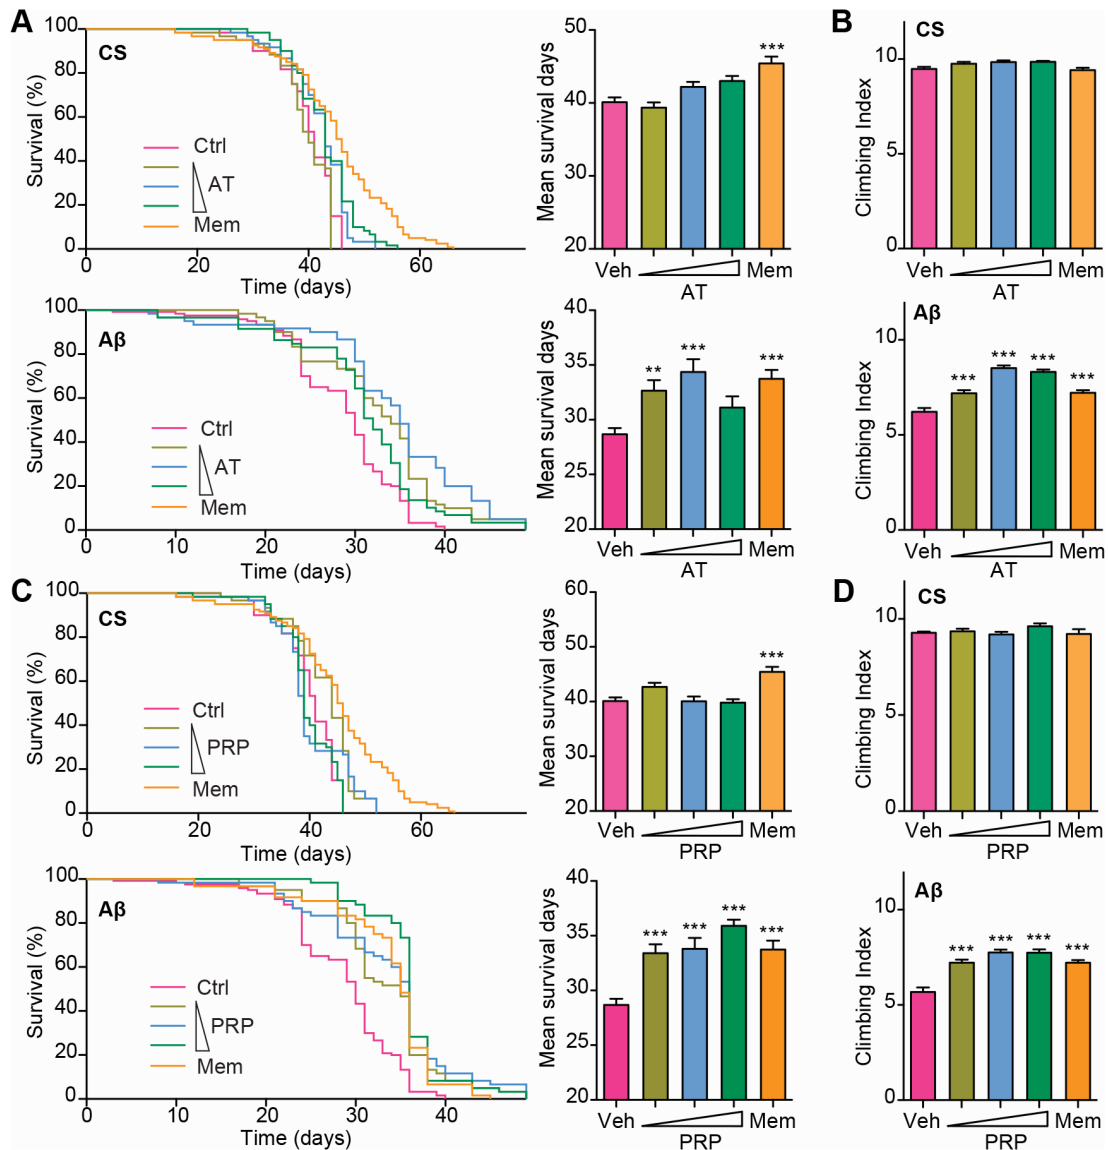 A
CS
Survival (%)
100
80
60
40
20
0
Ctrl
AT
Mem
0 20 40 60
Time (days)
Mean survival days
50
40
30
20
***
Veh Mem
AT
B
CS
Climbing Index
10
5
0
Veh Mem
AT
Aβ
Survival (%)
100
80
60
40
20
0
Ctrl
AT
Mem
0 10 20 30 40
Time (days)
Mean survival days
40
35
30
25
20
** *** ***
Veh Mem
AT
Aβ
Climbing Index
10
5
0
*** *** *** ***
Veh Mem
AT
C
CS
Survival (%)
100
80
60
40
20
0
Ctrl
PRP
Mem
0 20 40 60
Time (days)
Mean survival days
60
50
40
30
20
***
Veh Mem
PRP
D
CS
Climbing Index
10
5
0
Veh Mem
PRP
Aβ
Survival (%)
100
80
60
40
20
0
Ctrl
PRP
Mem
0 10 20 30 40
Time (days)
Mean survival days
40
35
30
25
20
*** *** *** ***
Veh Mem
PRP
Aβ
Climbing Index
10
5
0
*** *** *** ***
Veh Mem
PRP